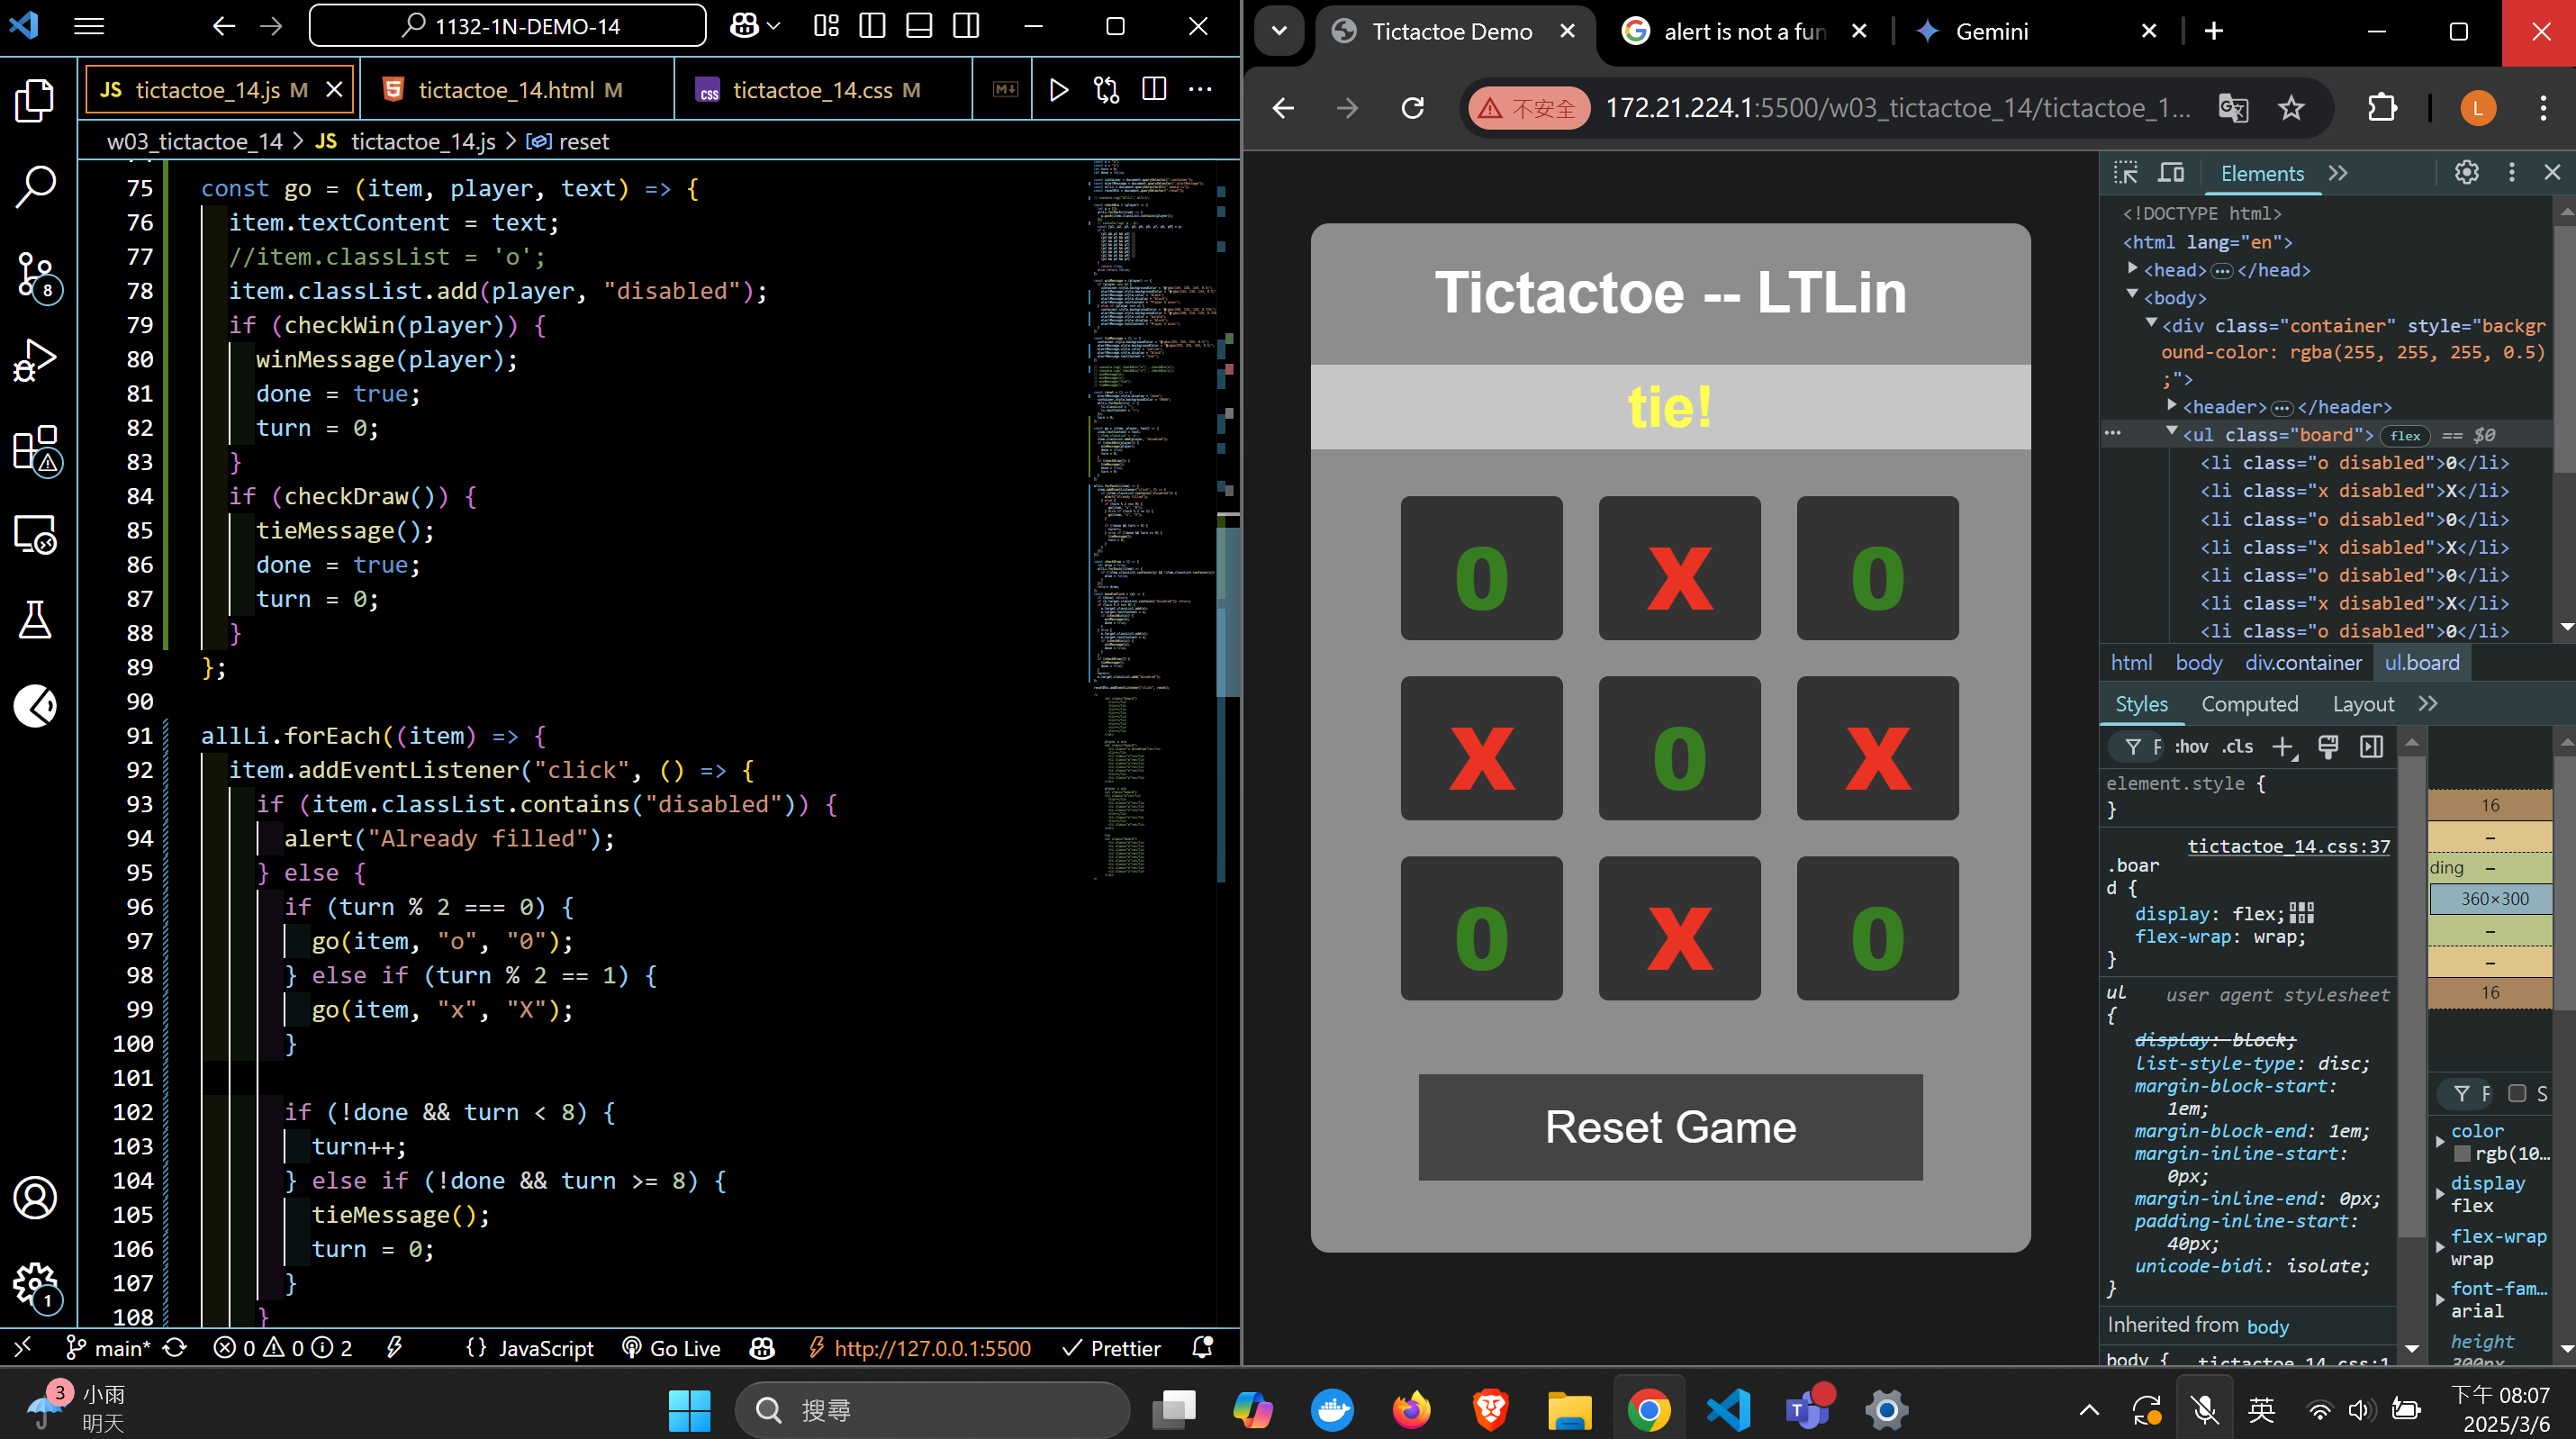 1132-1N-DEMO-14
JS tictactoe_14.js M
tictactoe_14.html M
tictactoe_14.css M
w03_tictactoe_14 > JS tictactoe_14.js > reset
75 const go = (item, player, text) => {
76 item.textContent = text;
77 //item.classList = 'o';
78 item.classList.add(player, "disabled");
79 if (checkWin(player)) {
80 winMessage(player);
81 done = true;
82 turn = 0;
83 }
84 if (checkDraw()) {
85 tieMessage();
86 done = true;
87 turn = 0;
88 }
89 };
90
91 allLi.forEach((item) => {
92 item.addEventListener("click", () => {
93 if (item.classList.contains("disabled")) {
94 alert("Already filled");
95 } else {
96 if (turn % 2 === 0) {
97 go(item, "o", "0");
98 } else if (turn % 2 == 1) {
99 go(item, "x", "X");
100 }
101
102 if (!done && turn < 8) {
103 turn++;
104 } else if (!done && turn >= 8) {
105 tieMessage();
106 turn = 0;
107 }
108 }
8
1
main*
0 0 2
{} JavaScript
Go Live
http://127.0.0.1:5500
Prettier
Tictactoe Demo
alert is not a fun
Gemini
不安全
172.21.224.1:5500/w03_tictactoe_14/tictactoe_1...
L
Tictactoe -- LTLin
tie!
0 X 0
X 0 X
0 X 0
Reset Game
Elements
<!DOCTYPE html>
<html lang="en">
<head>…</head>
<body>
<div class="container" style="backgr
ound-color: rgba(255, 255, 255, 0.5)
;">
<header>…</header>
<ul class="board"> flex == $0
<li class="o disabled">0</li>
<li class="x disabled">X</li>
<li class="o disabled">0</li>
<li class="x disabled">X</li>
<li class="o disabled">0</li>
<li class="x disabled">X</li>
<li class="o disabled">0</li>
html body div.container ul.board
Styles Computed Layout
F :hov .cls
element.style {
}
tictactoe_14.css:37
.boar
d {
display: flex;
flex-wrap: wrap;
}
ul user agent stylesheet
{
display: block;
list-style-type: disc;
margin-block-start:
1em;
margin-block-end: 1em;
margin-inline-start:
0px;
margin-inline-end: 0px;
padding-inline-start:
40px;
unicode-bidi: isolate;
}
Inherited from body
body { tictactoe_14.css:1
16
–
ding –
360×300
–
–
16
F S
color
rgb(10...
display
flex
flex-wrap
wrap
font-fam...
arial
height
300px
3
小雨
明天
搜尋
英
下午 08:07
2025/3/6